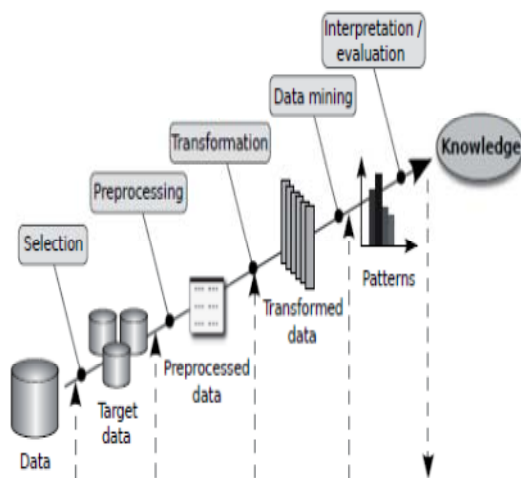 Interpretation /
evaluation
Data mining
Knowledge
Transformation
Preprocessing
Selection
Patterns
Transformed
data
Preprocessed
data
Target
data
Data